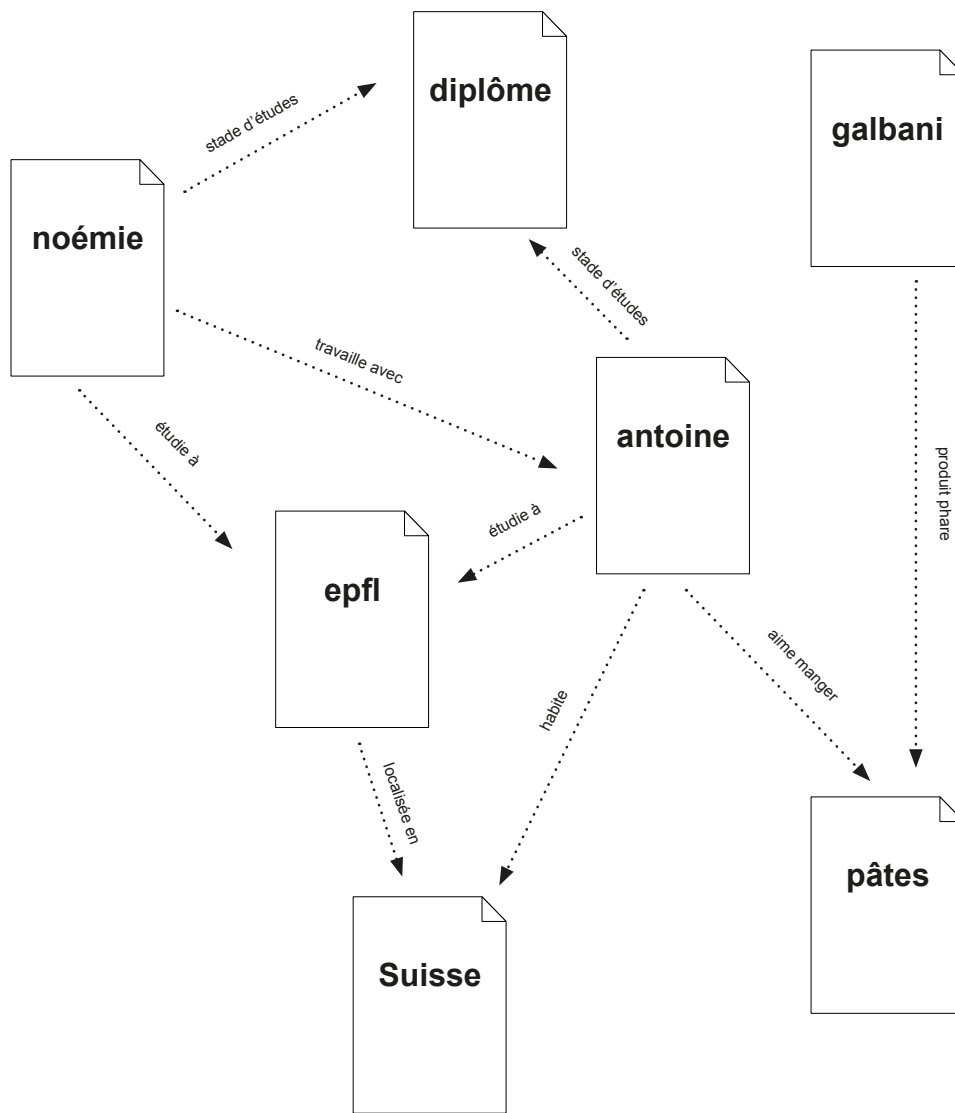 diplôme
galbani
stade d'études
noémie
stade d'études
travaille avec
antoine
étudie à
produit phare
étudie à
epfl
aime manger
habite
localisée en
pâtes
Suisse